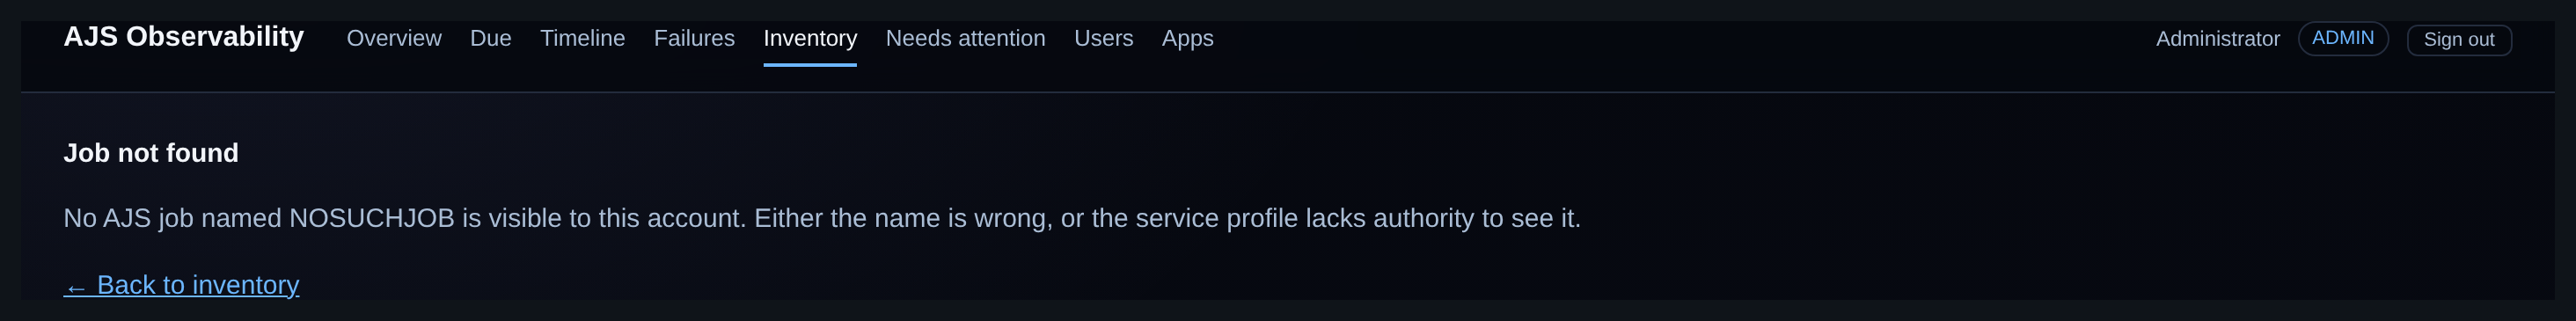 AJS Observability Overview Due Timeline Failures Inventory Needs attention Users Apps Administrator ADMIN Sign out
Job not found
No AJS job named NOSUCHJOB is visible to this account. Either the name is wrong, or the service profile lacks authority to see it.
← Back to inventory